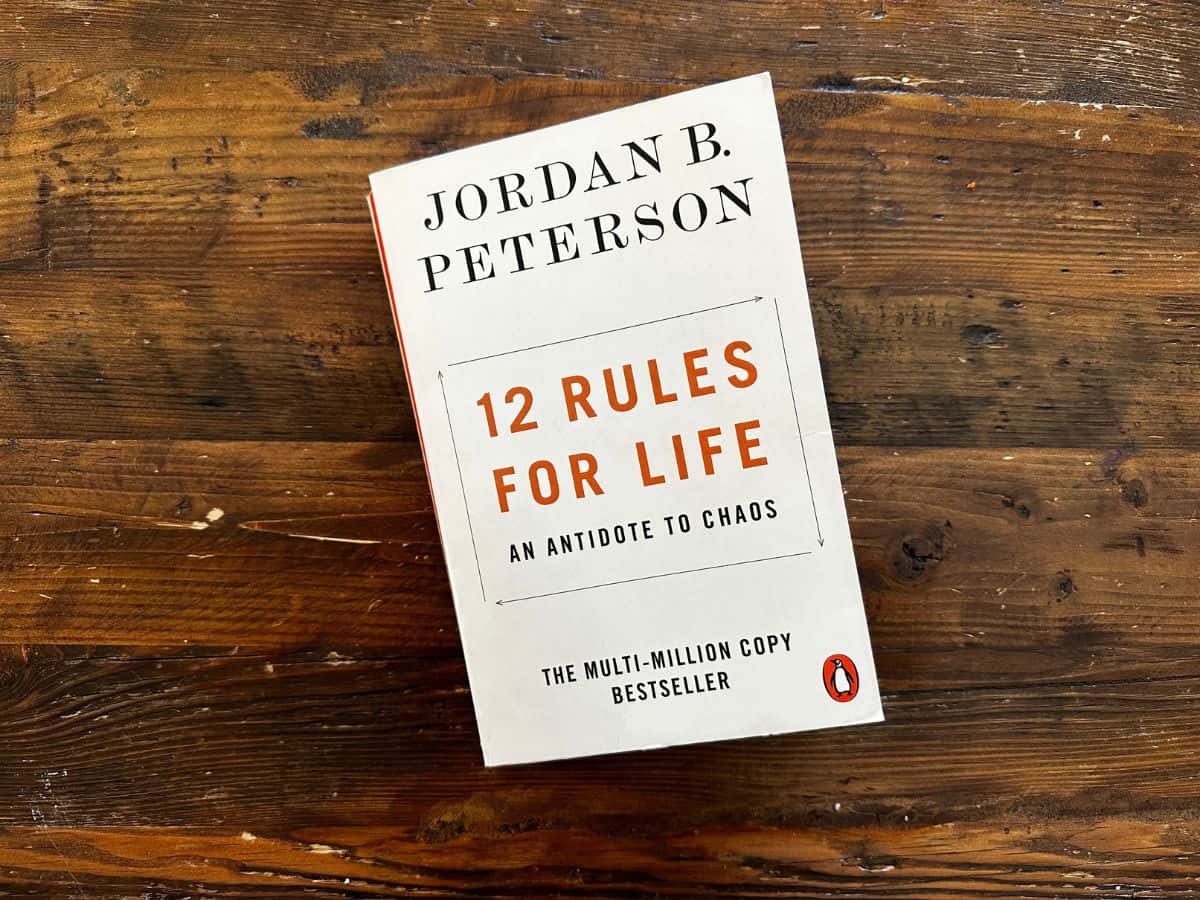 JORDAN B.
PETERSON
12 RULES
FOR LIFE
AN ANTIDOTE TO CHAOS
THE MULTI-MILLION COPY
BESTSELLER